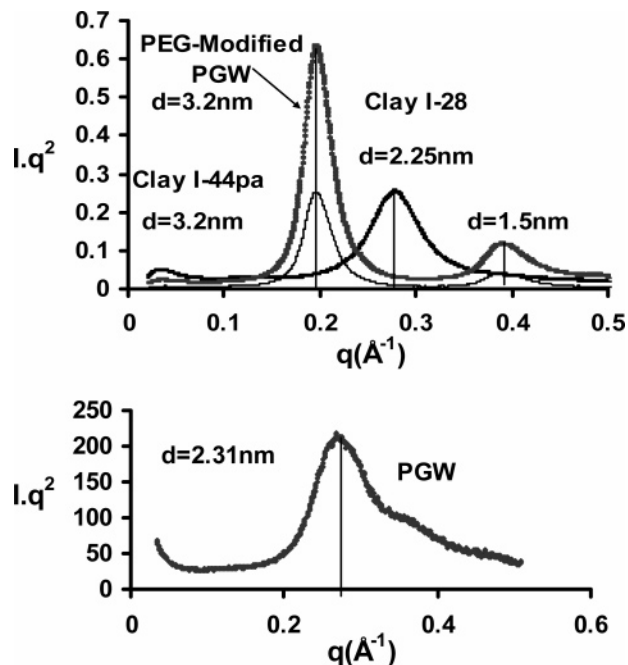 0.7
PEG-Modified
0.6
PGW
0.5
d=3.2nm
Clay I-28
I.q²
0.4
d=2.25nm
0.3
Clay I-44pa
d=3.2nm
d=1.5nm
0.2
0.1
0
0 0.1 0.2 0.3 0.4 0.5
q(Å⁻¹)
250
200
d=2.31nm
PGW
I.q²
150
100
50
0
0 0.2 0.4 0.6
q(Å⁻¹)